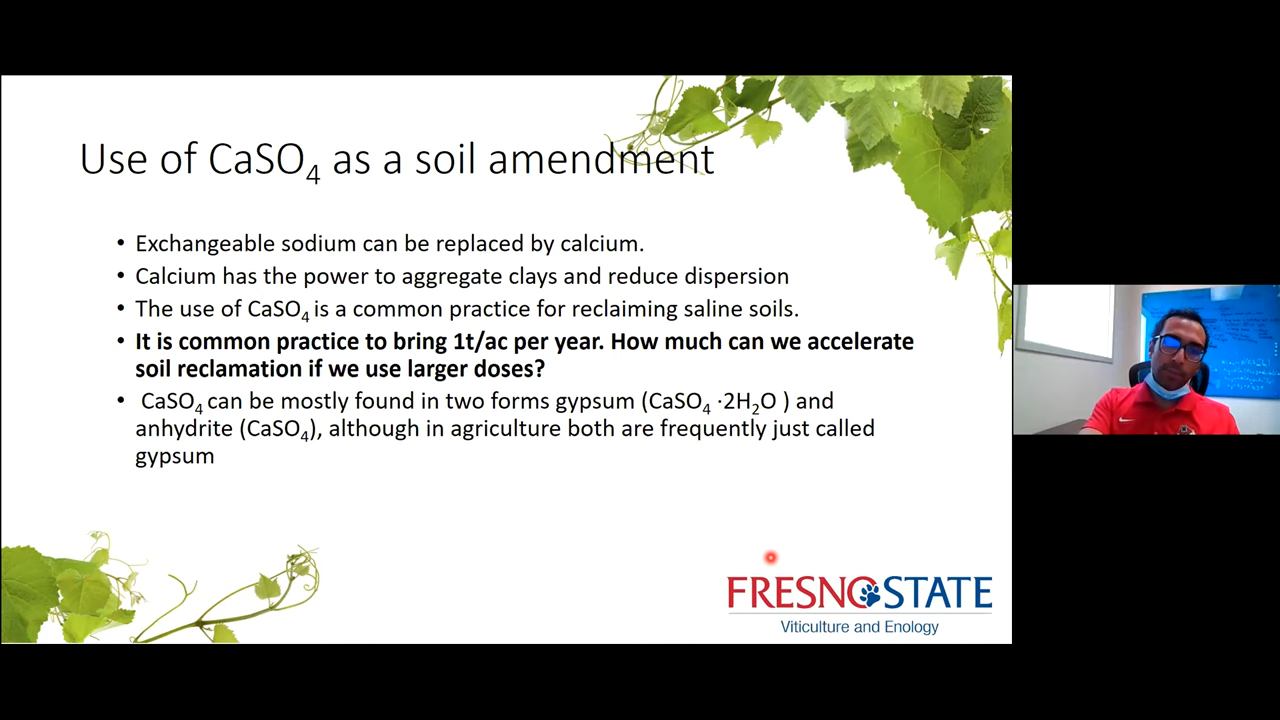 Use of CaSO₄ as a soil amendment
• Exchangeable sodium can be replaced by calcium.
• Calcium has the power to aggregate clays and reduce dispersion
• The use of CaSO₄ is a common practice for reclaiming saline soils.
• It is common practice to bring 1t/ac per year. How much can we accelerate
soil reclamation if we use larger doses?
• CaSO₄ can be mostly found in two forms gypsum (CaSO₄ ·2H₂O ) and
anhydrite (CaSO₄), although in agriculture both are frequently just called
gypsum
FRESNO STATE
Viticulture and Enology